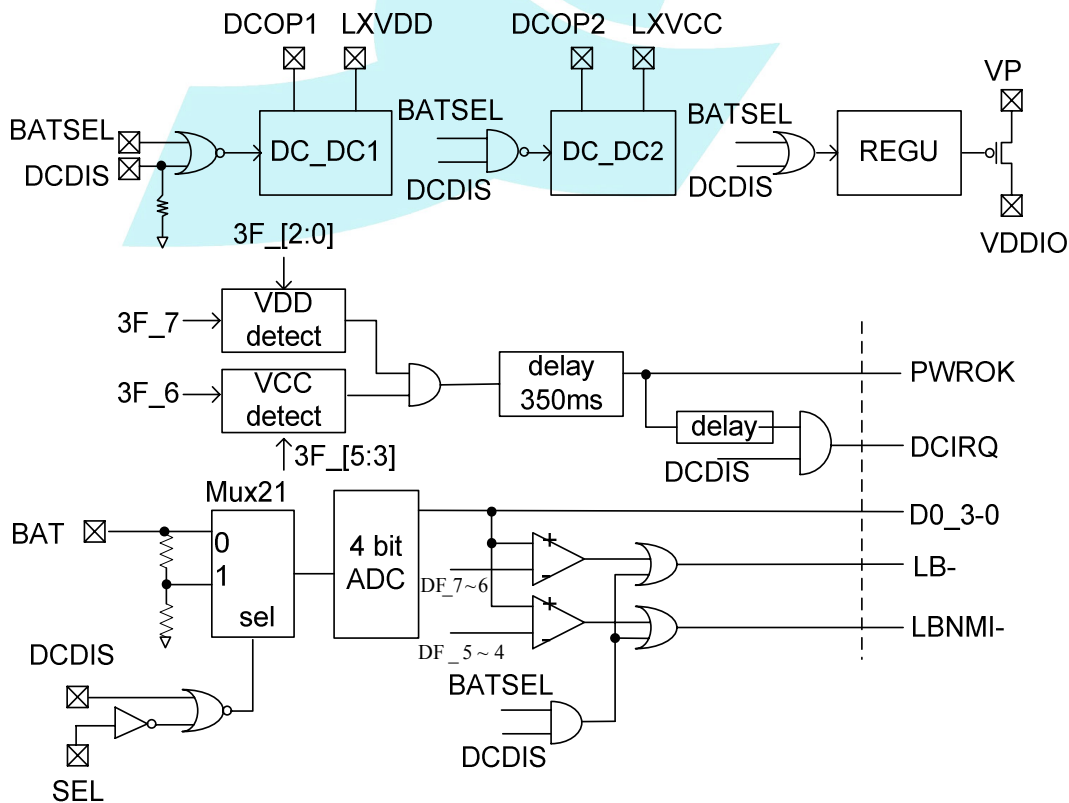 DCOP1 LXVDD
DCOP2 LXVCC
VP
BATSEL
DCDIS
DC_DC1
BATSEL
DCDIS
DC_DC2
BATSEL
DCDIS
REGU
VDDIO
3F_[2:0]
3F_7
VDD
detect
3F_6
VCC
detect
3F_[5:3]
delay
350ms
PWROK
delay
DCDIS
DCIRQ
Mux21
BAT
0
1
sel
4 bit
ADC
D0_3-0
+
-
DF_7~6
LB-
+
-
DF_5~4
LBNMI-
DCDIS
SEL
BATSEL
DCDIS